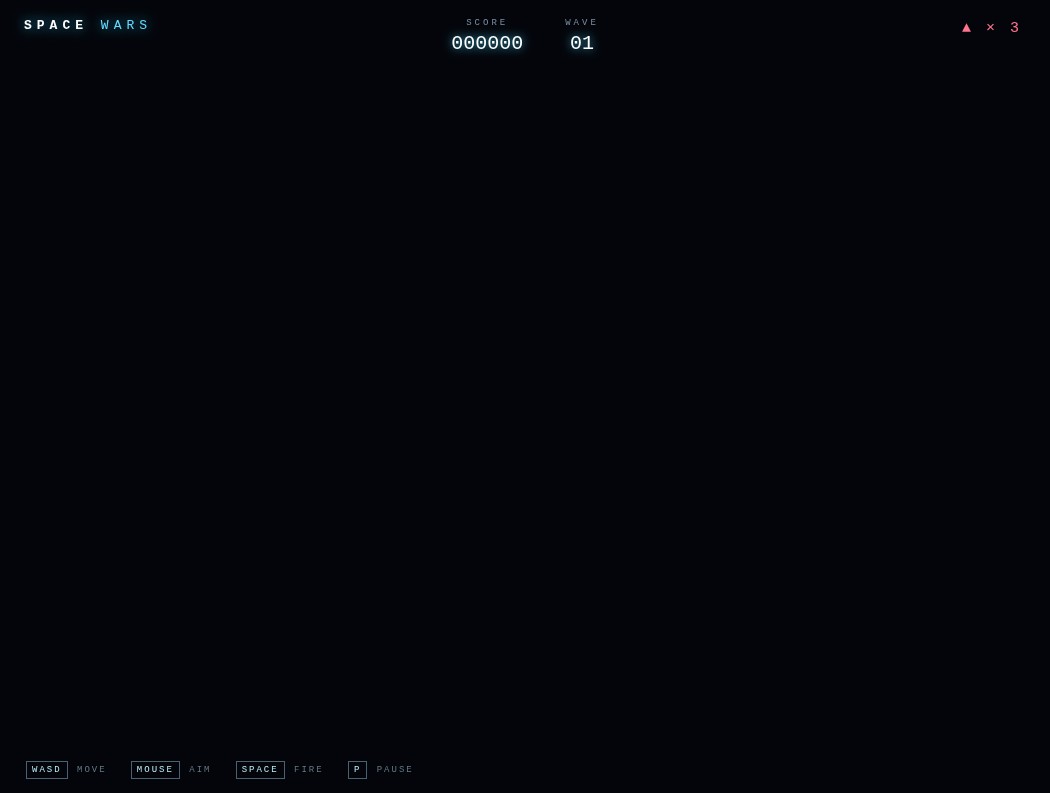 SPACE WARS
SCORE WAVE
000000 01
▲ × 3
WASD MOVE MOUSE AIM SPACE FIRE P PAUSE